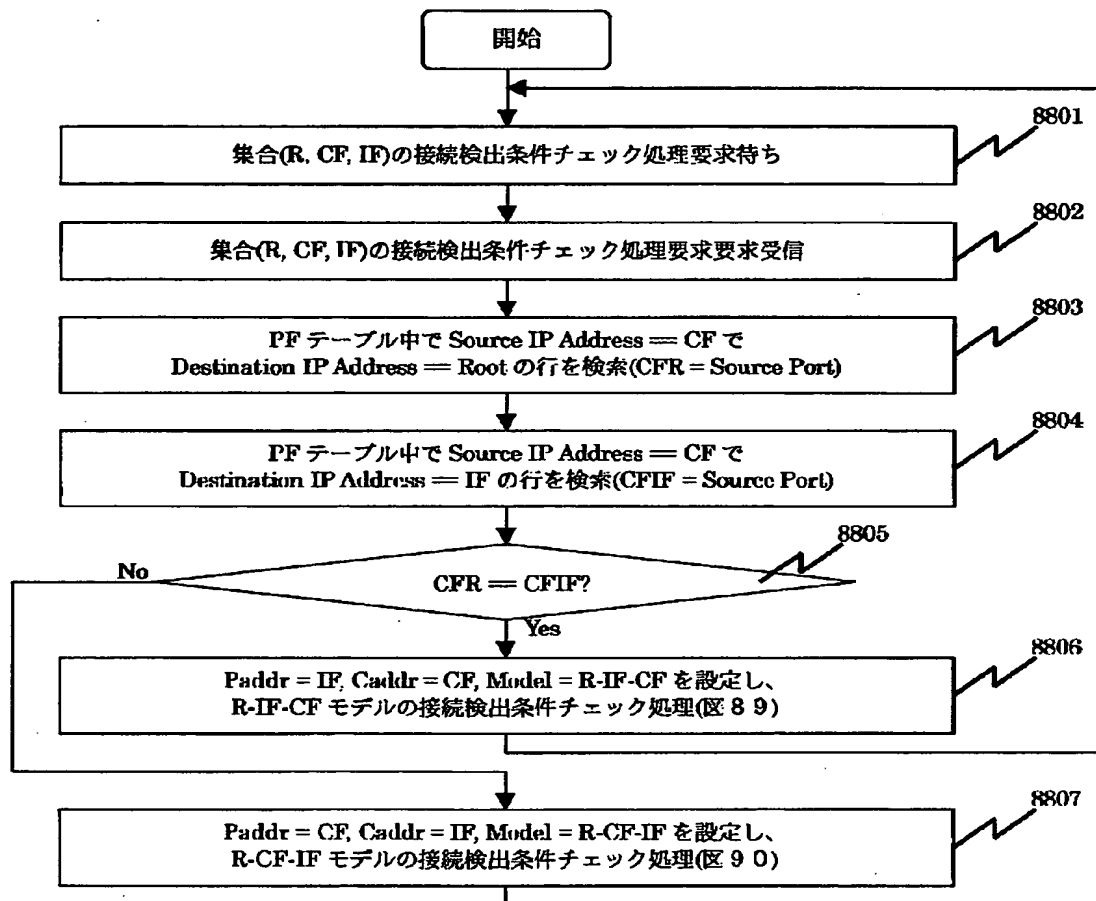 開始
8801
集合(R, CF, IF)の接続検出条件チェック処理要求待ち
8802
集合(R, CF, IF)の接続検出条件チェック処理要求要求受信
8803
PF テーブル中で Source IP Address == CF で
Destination IP Address == Root の行を検索(CFR = Source Port)
8804
PF テーブル中で Source IP Address == CF で
Destination IP Address == IF の行を検索(CFIF = Source Port)
8805
No
CFR == CFIF?
Yes
8806
Paddr = IF, Caddr = CF, Model = R-IF-CF を設定し、
R-IF-CF モデルの接続検出条件チェック処理(図８９)
8807
Paddr = CF, Caddr = IF, Model = R-CF-IF を設定し、
R-CF-IF モデルの接続検出条件チェック処理(図９０)